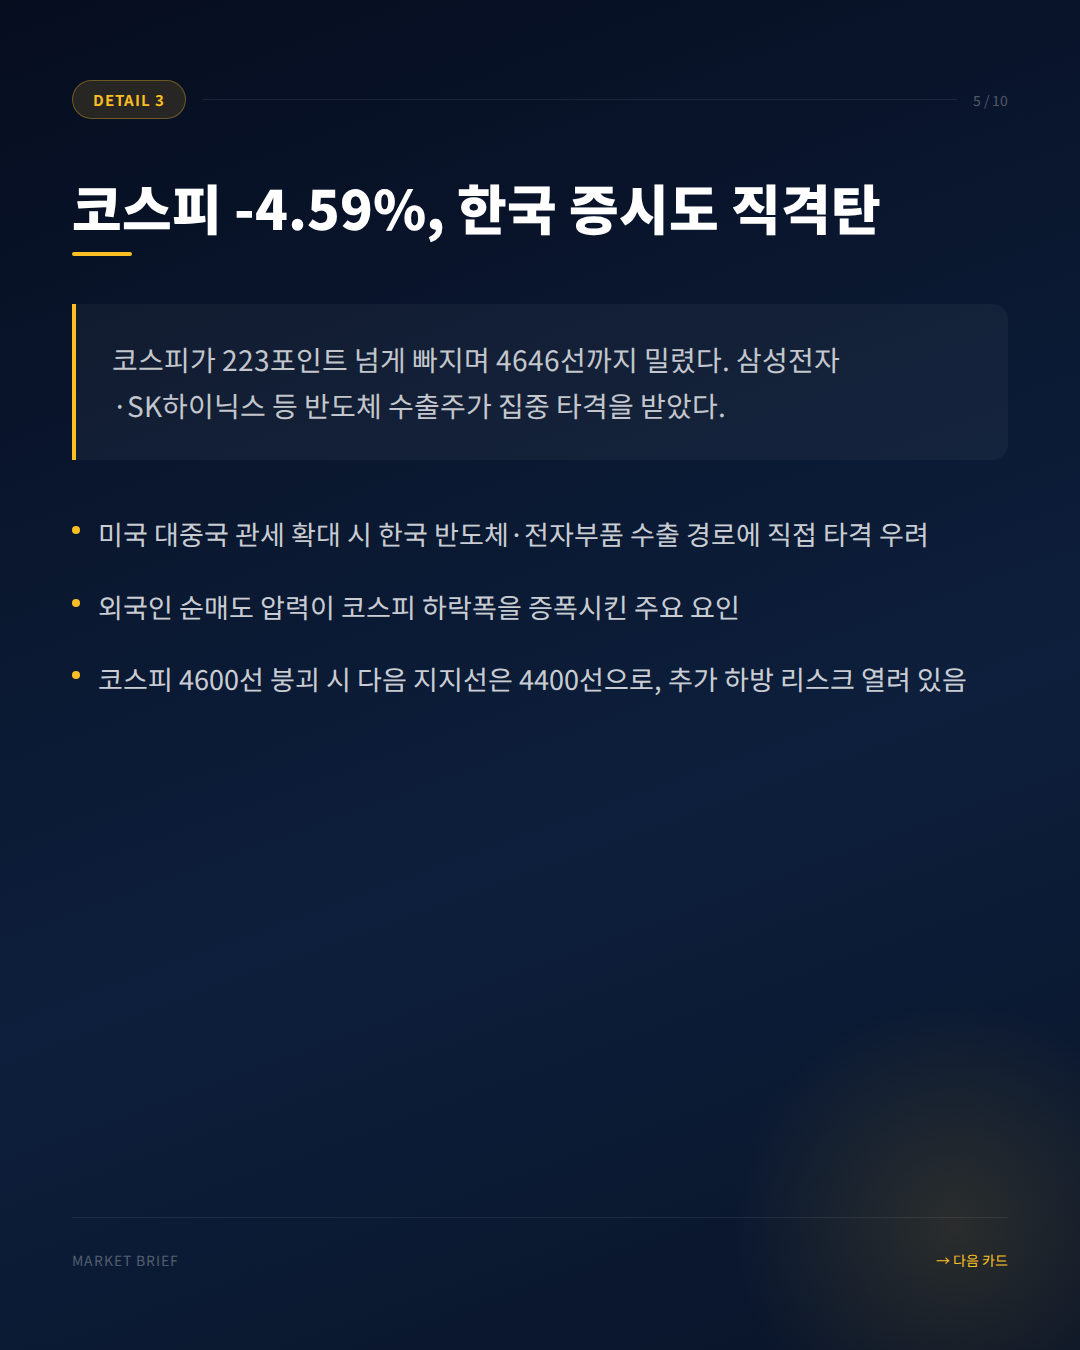 DETAIL 3
5 / 10
코스피 -4.59%, 한국 증시도 직격탄
코스피가 223포인트 넘게 빠지며 4646선까지 밀렸다. 삼성전자
·SK하이닉스 등 반도체 수출주가 집중 타격을 받았다.
미국 대중국 관세 확대 시 한국 반도체·전자부품 수출 경로에 직접 타격 우려
외국인 순매도 압력이 코스피 하락폭을 증폭시킨 주요 요인
코스피 4600선 붕괴 시 다음 지지선은 4400선으로, 추가 하방 리스크 열려 있음
MARKET BRIEF
→ 다음 카드